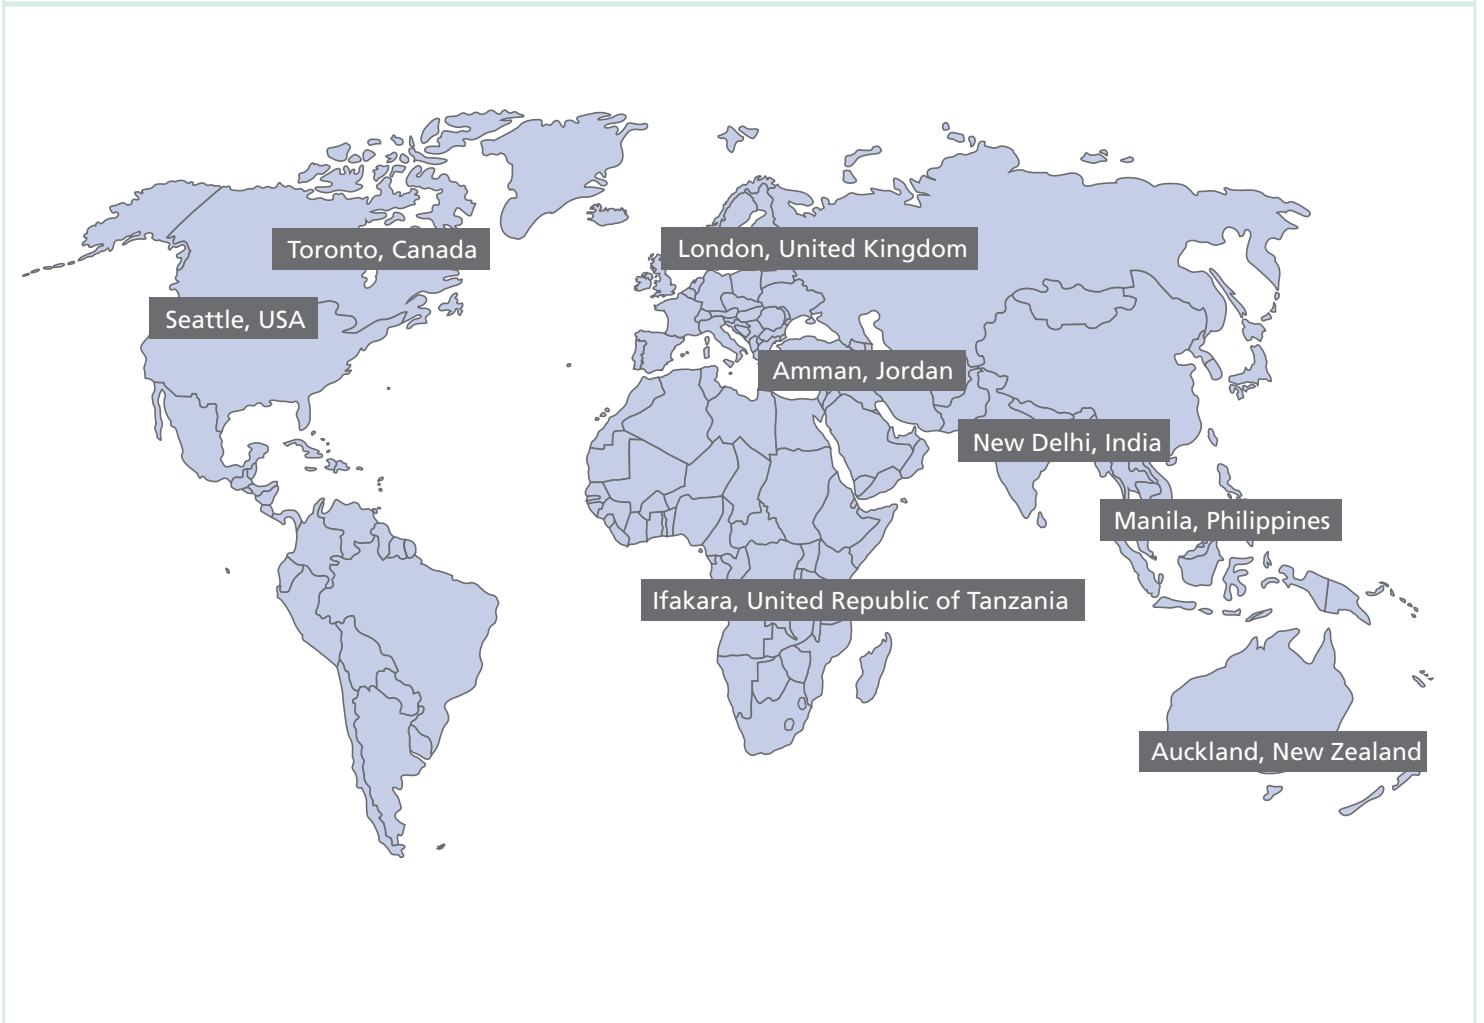 Toronto, Canada
London, United Kingdom
Seattle, USA
Amman, Jordan
New Delhi, India
Manila, Philippines
Ifakara, United Republic of Tanzania
Auckland, New Zealand